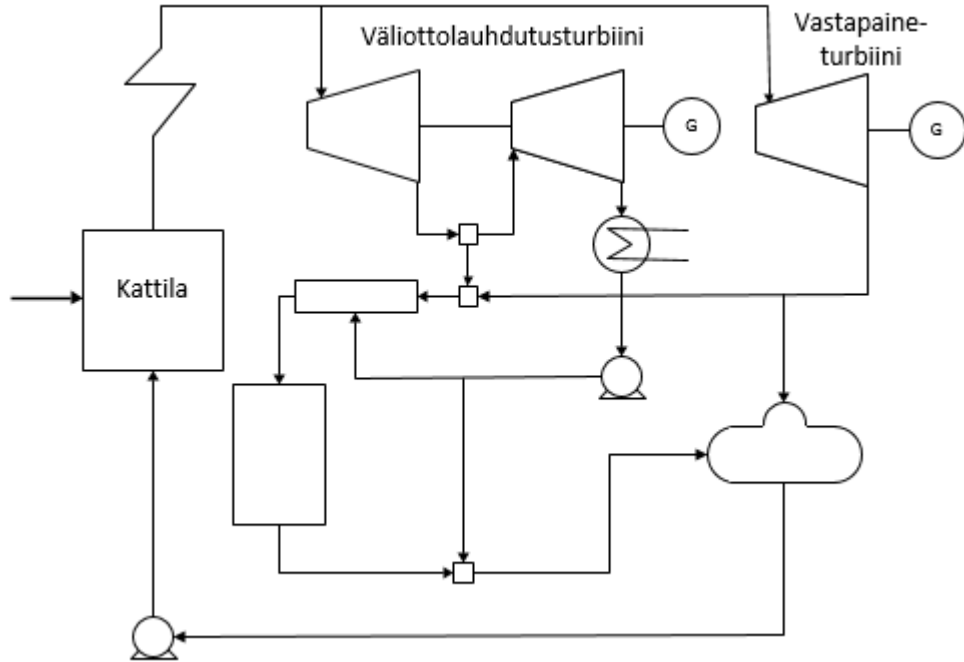 Väliottolauhdutusturbiini
Vastapaine-
turbiini
G
G
Kattila